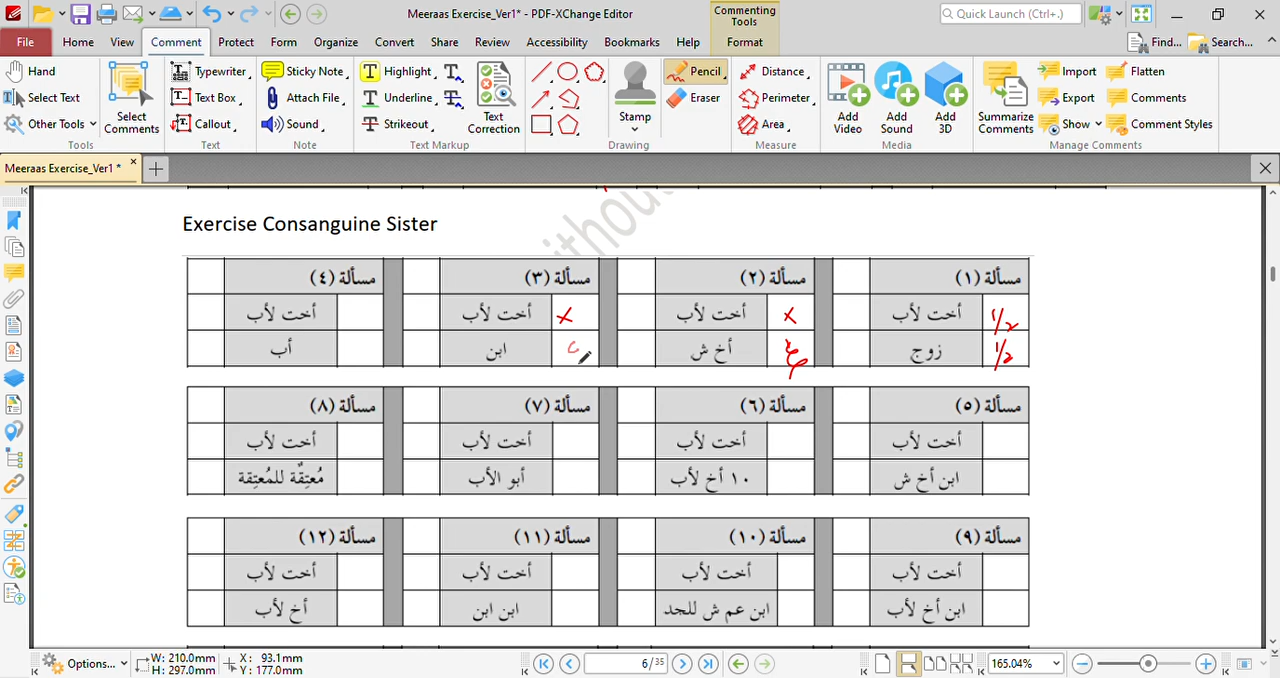 Meeraas Exercise_Ver1* - PDF-XChange Editor
Commenting Tools
Quick Launch (Ctrl+.)
File Home View Comment Protect Form Organize Convert Share Review Accessibility Bookmarks Help Format Find... Search...
Hand
Select Text
Other Tools
Tools
Select Comments
Typewriter
Text Box
Callout
Text
Sticky Note
Attach File
Sound
Note
Highlight
Underline
Strikeout
Text Correction
Text Markup
Drawing
Stamp
Pencil
Eraser
Distance
Perimeter
Area
Measure
Add Video
Add Sound
Add 3D
Media
Summarize Comments
Import
Export
Show
Flatten
Comments
Comment Styles
Manage Comments
Meeraas Exercise_Ver1 *
Exercise Consanguine Sister
مسألة (١) مسألة (٢) مسألة (٣) مسألة (٤)
1/2 أخت لأب x أخت لأب x أخت لأب أخت لأب
1/2 زوج ع أخ ش ابن أب
مسألة (٥) مسألة (٦) مسألة (٧) مسألة (٨)
أخت لأب أخت لأب أخت لأب أخت لأب
ابن أخ ش ١٠ أخ لأب أبو الأب مُعتِقَة للمُعتِقة
مسألة (٩) مسألة (١٠) مسألة (١١) مسألة (١٢)
أخت لأب أخت لأب أخت لأب أخت لأب
ابن أخ لأب ابن عم ش للجد ابن ابن أخ لأب
Options...
W: 210.0mm
H: 297.0mm
X: 93.1mm
Y: 177.0mm
6 / 35
165.04%